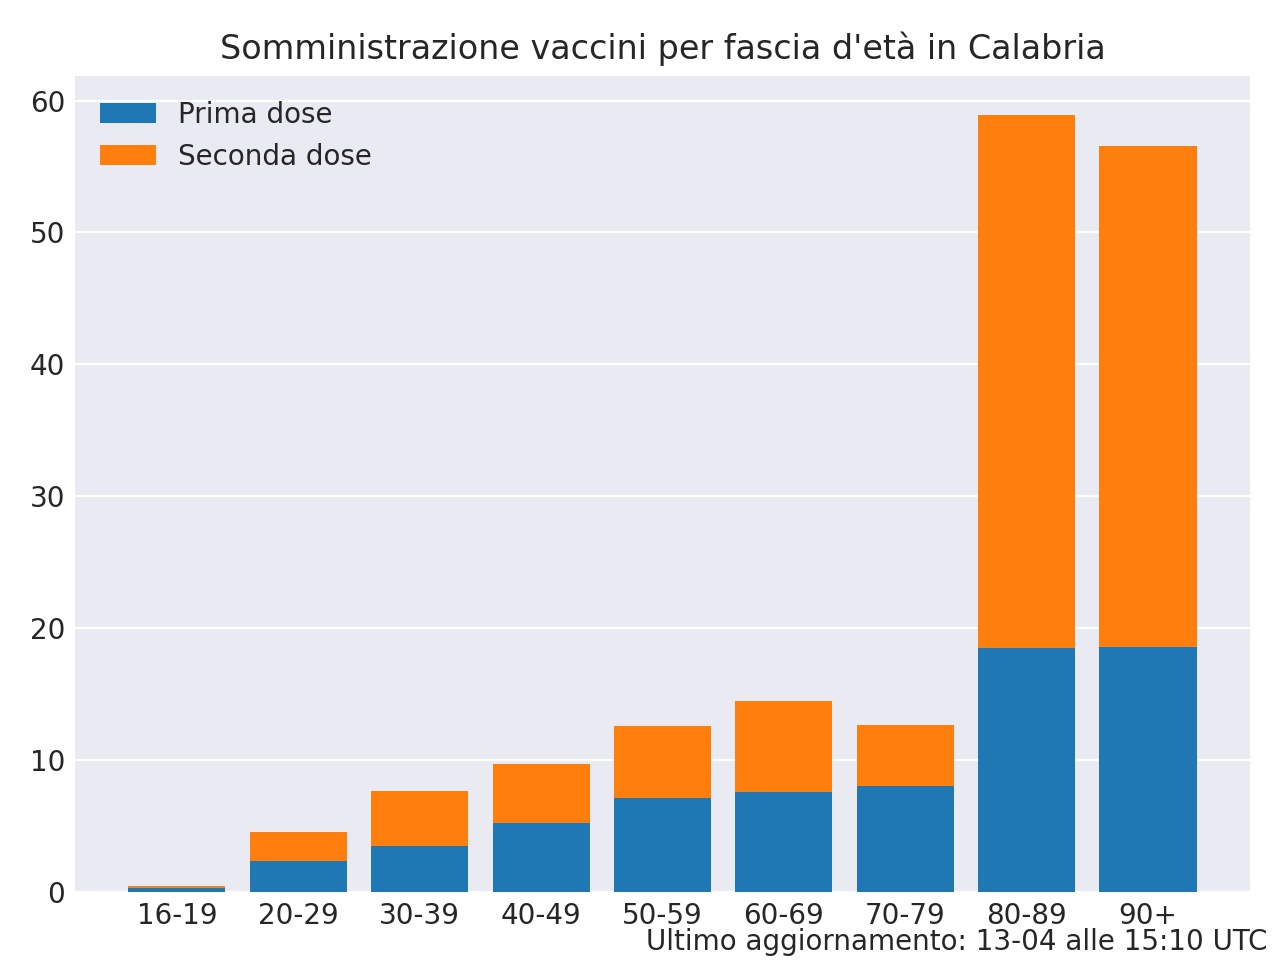 Somministrazione vaccini per fascia d'età in Calabria
60
50
40
30
20
10
0
Prima dose
Seconda dose
16-19 20-29 30-39 40-49 50-59 60-69 70-79 80-89 90+
Ultimo aggiornamento: 13-04 alle 15:10 UTC